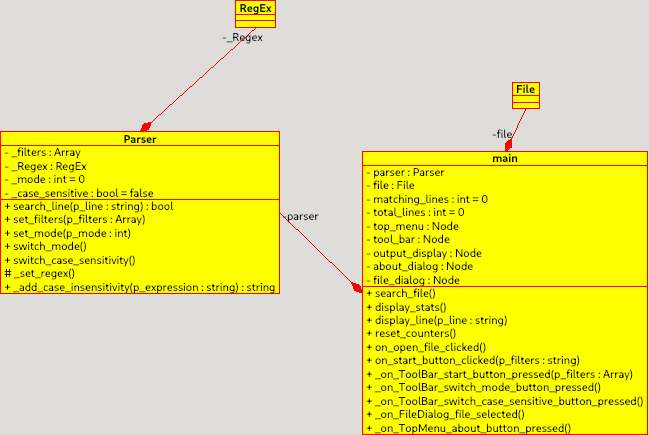 RegEx
-_Regex
File
-file
Parser
- _filters : Array
- _Regex : RegEx
- _mode : int = 0
- _case_sensitive : bool = false
+ search_line(p_line : string) : bool
+ set_filters(p_filters : Array)
+ set_mode(p_mode : int)
+ switch_mode()
+ switch_case_sensitivity()
# _set_regex()
+ _add_case_insensitivity(p_expression : string) : string
-parser
main
- parser : Parser
- file : File
- matching_lines : int = 0
- total_lines : int = 0
- top_menu : Node
- tool_bar : Node
- output_display : Node
- about_dialog : Node
- file_dialog : Node
+ search_file()
+ display_stats()
+ display_line(p_line : string)
+ reset_counters()
+ on_open_file_clicked()
+ on_start_button_clicked(p_filters : string)
+ _on_ToolBar_start_button_pressed(p_filters : Array)
+ _on_ToolBar_switch_mode_button_pressed()
+ _on_ToolBar_switch_case_sensitive_button_pressed()
+ _on_FileDialog_file_selected()
+ _on_TopMenu_about_button_pressed()